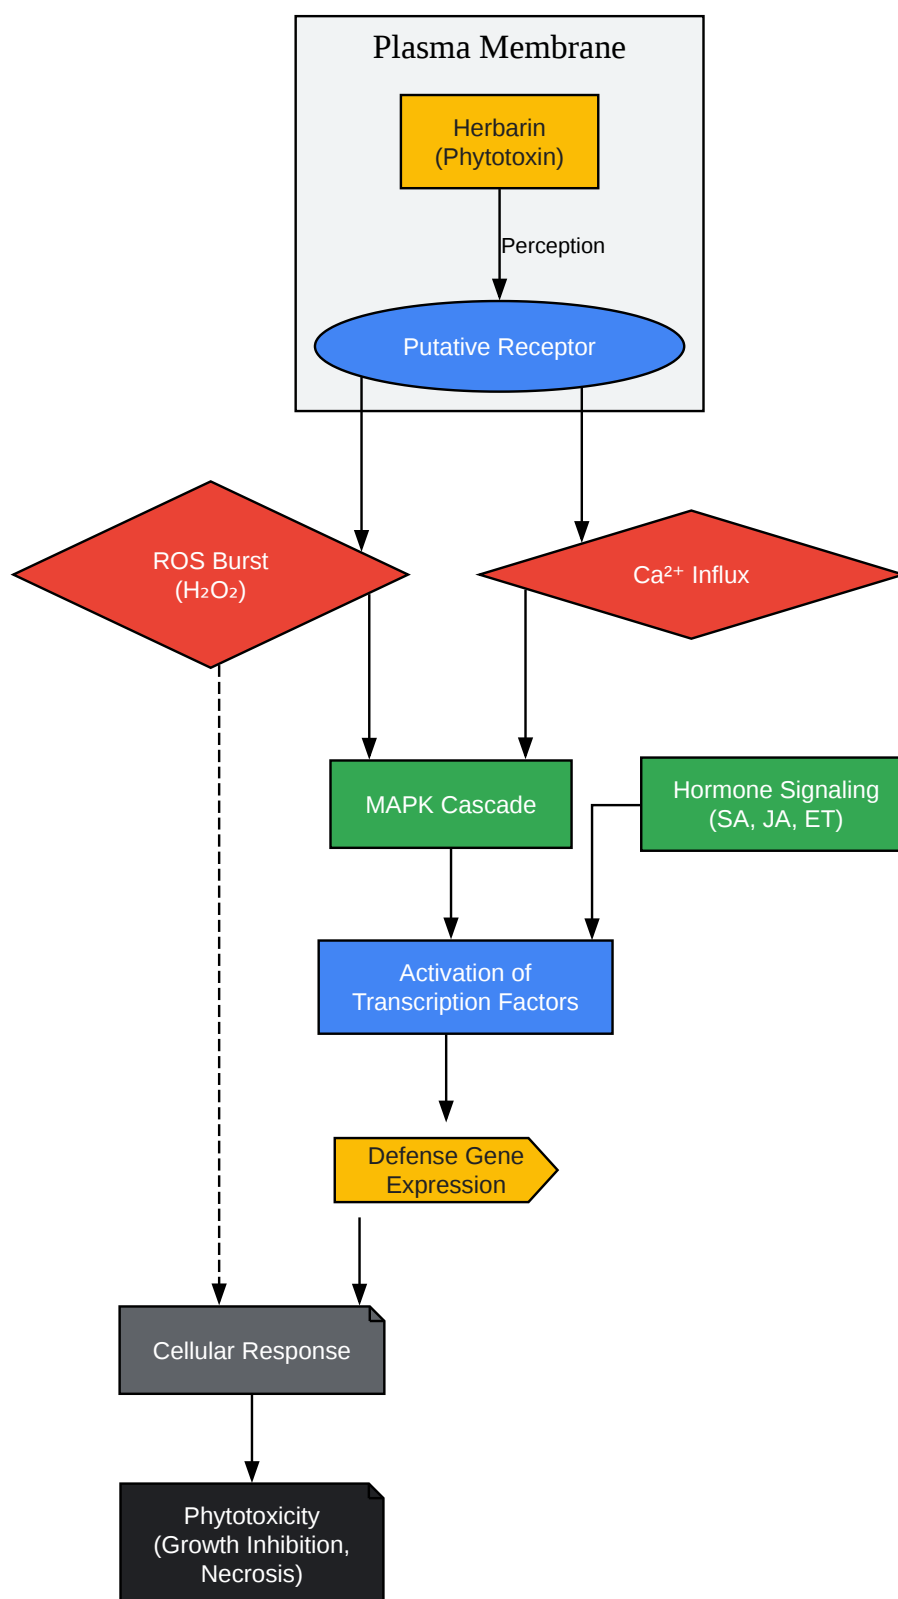 Plasma Membrane
Herbarin
(Phytotoxin)
Perception
Putative Receptor
ROS Burst
(H₂O₂)
Ca²⁺ Influx
MAPK Cascade
Hormone Signaling
(SA, JA, ET)
Activation of
Transcription Factors
Defense Gene
Expression
Cellular Response
Phytotoxicity
(Growth Inhibition,
Necrosis)